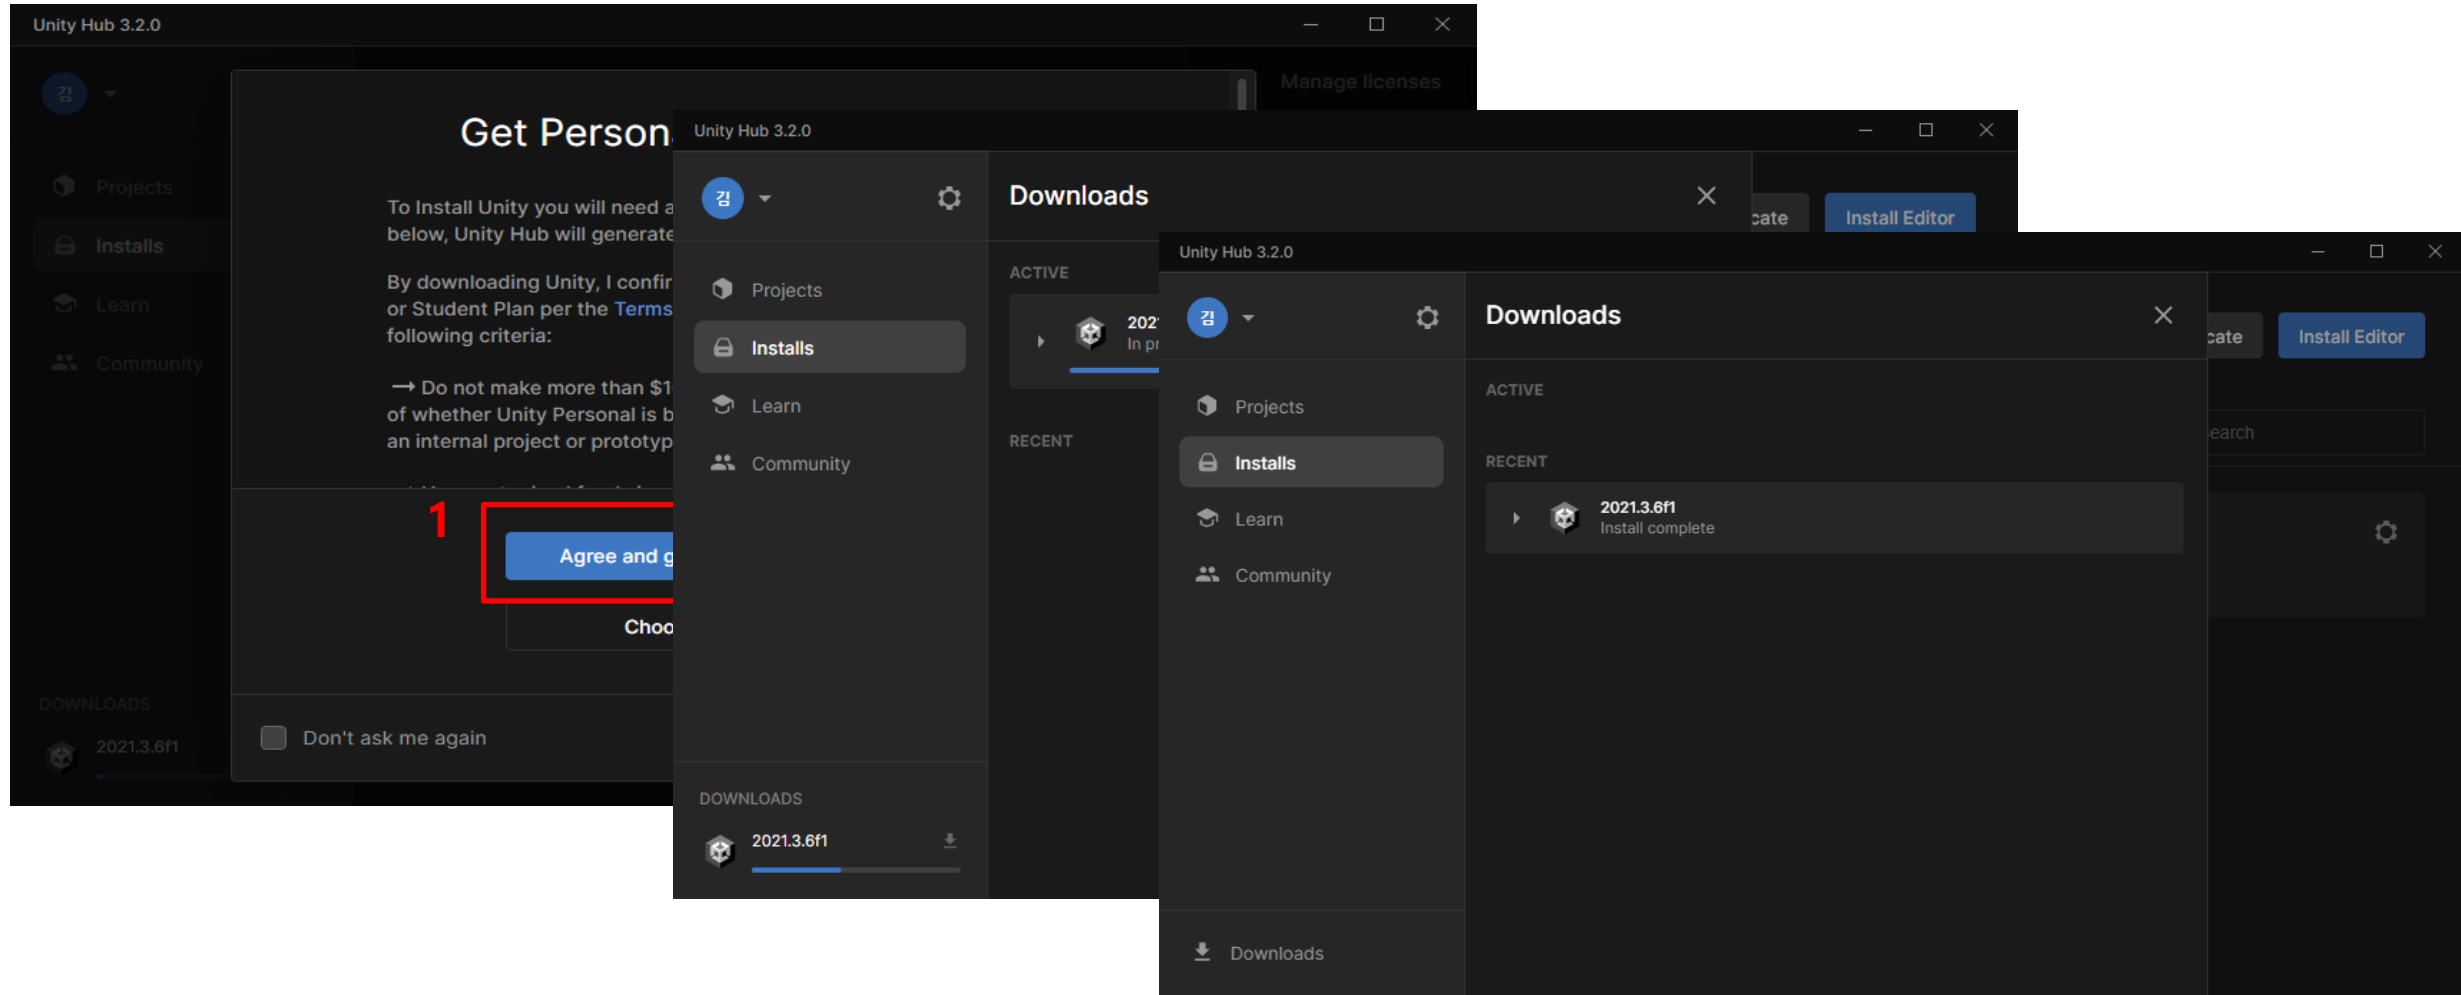 Unity Hub 3.2.0
김
Projects
Installs
Learn
Community
DOWNLOADS
2021.3.6f1
Manage licenses
Get Person
To Install Unity you will need a
below, Unity Hub will generate
By downloading Unity, I confir
or Student Plan per the Terms
following criteria:
→ Do not make more than $1
of whether Unity Personal is b
an internal project or prototyp
1
Agree and g
Choo
Don't ask me again
Unity Hub 3.2.0
김
Projects
Installs
Learn
Community
DOWNLOADS
2021.3.6f1
Downloads
cate
Install Editor
ACTIVE
202
In pr
RECENT
Unity Hub 3.2.0
김
Projects
Installs
Learn
Community
Downloads
Downloads
cate
Install Editor
ACTIVE
earch
RECENT
2021.3.6f1
Install complete